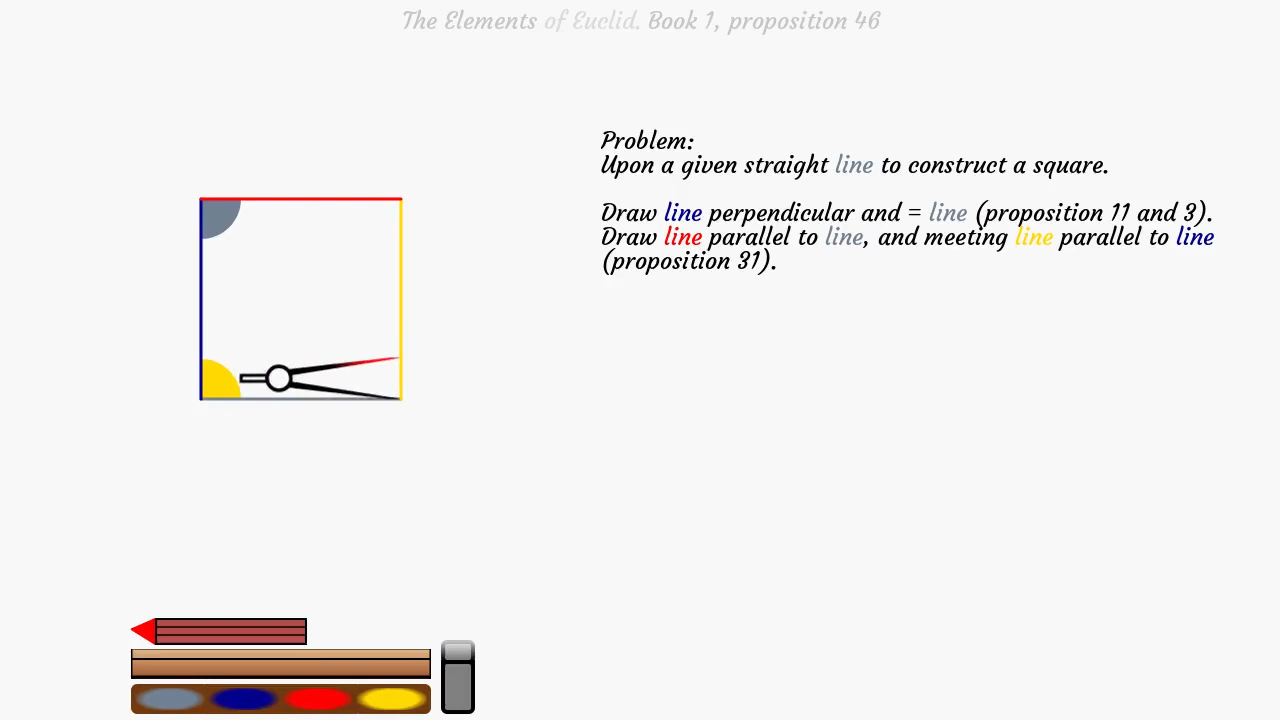 The Elements of Euclid. Book 1, proposition 46
Problem:
Upon a given straight line to construct a square.
Draw line perpendicular and = line (proposition 11 and 3).
Draw line parallel to line, and meeting line parallel to line
(proposition 31).